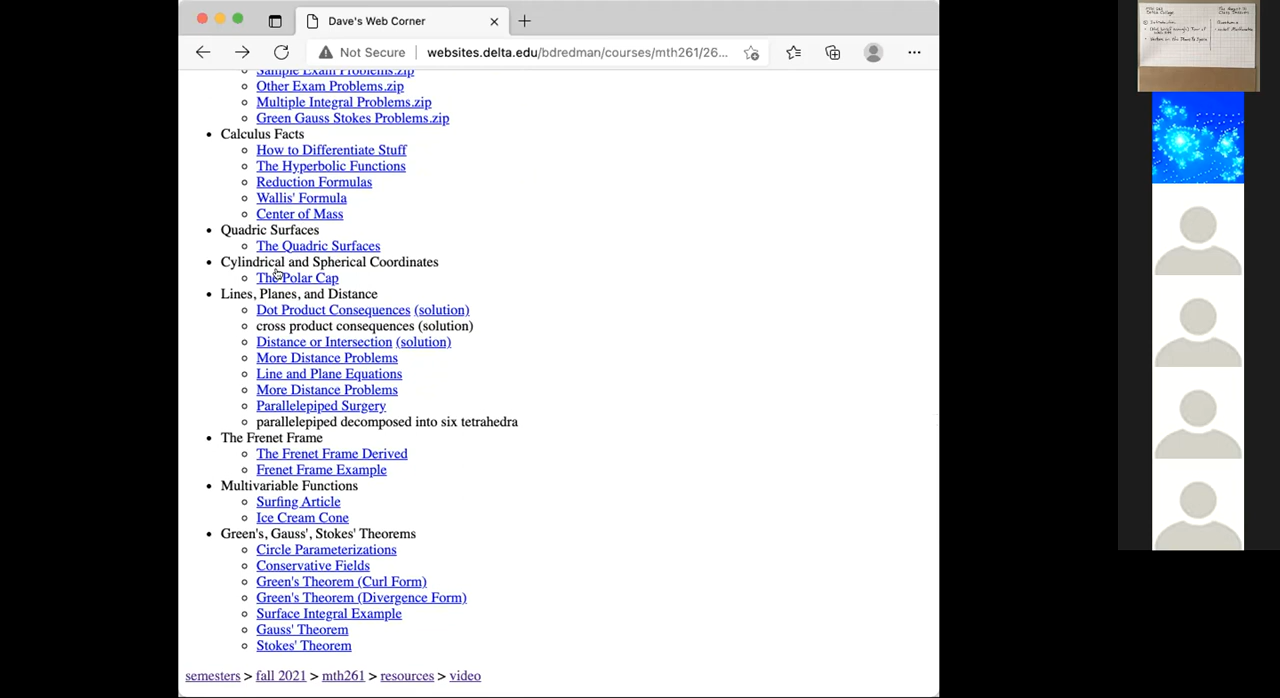 Dave's Web Corner
Not Secure websites.delta.edu/bdredman/courses/mth261/26...
Sample Exam Problems.zip
Other Exam Problems.zip
Multiple Integral Problems.zip
Green Gauss Stokes Problems.zip
Calculus Facts
How to Differentiate Stuff
The Hyperbolic Functions
Reduction Formulas
Wallis' Formula
Center of Mass
Quadric Surfaces
The Quadric Surfaces
Cylindrical and Spherical Coordinates
The Polar Cap
Lines, Planes, and Distance
Dot Product Consequences (solution)
cross product consequences (solution)
Distance or Intersection (solution)
More Distance Problems
Line and Plane Equations
More Distance Problems
Parallelepiped Surgery
parallelepiped decomposed into six tetrahedra
The Frenet Frame
The Frenet Frame Derived
Frenet Frame Example
Multivariable Functions
Surfing Article
Ice Cream Cone
Green's, Gauss', Stokes' Theorems
Circle Parameterizations
Conservative Fields
Green's Theorem (Curl Form)
Green's Theorem (Divergence Form)
Surface Integral Example
Gauss' Theorem
Stokes' Theorem
semesters > fall 2021 > mth261 > resources > video